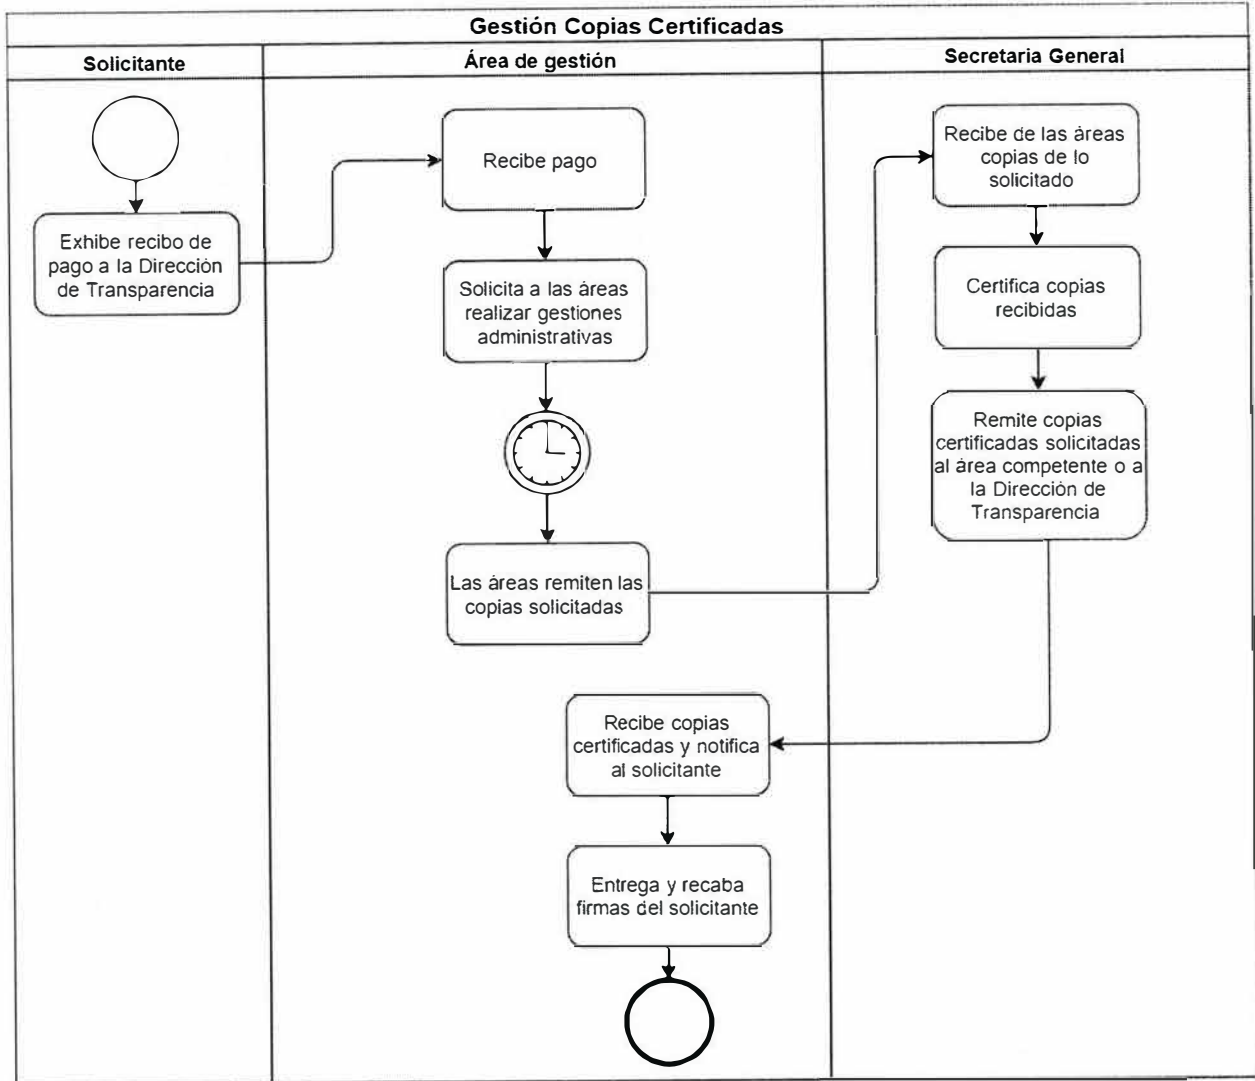 Gestión Copias Certificadas
Solicitante
Área de gestión
Secretaria General
Exhibe recibo de
pago a la Dirección
de Transparencia
Recibe pago
Solicita a las áreas
realizar gestiones
administrativas
Las áreas remiten las
copias solicitadas
Recibe de las áreas
copias de lo
solicitado
Certifica copias
recibidas
Remite copias
certificadas solicitadas
al área competente o a
la Dirección de
Transparencia
Recibe copias
certificadas y notifica
al solicitante
Entrega y recaba
firmas del solicitante